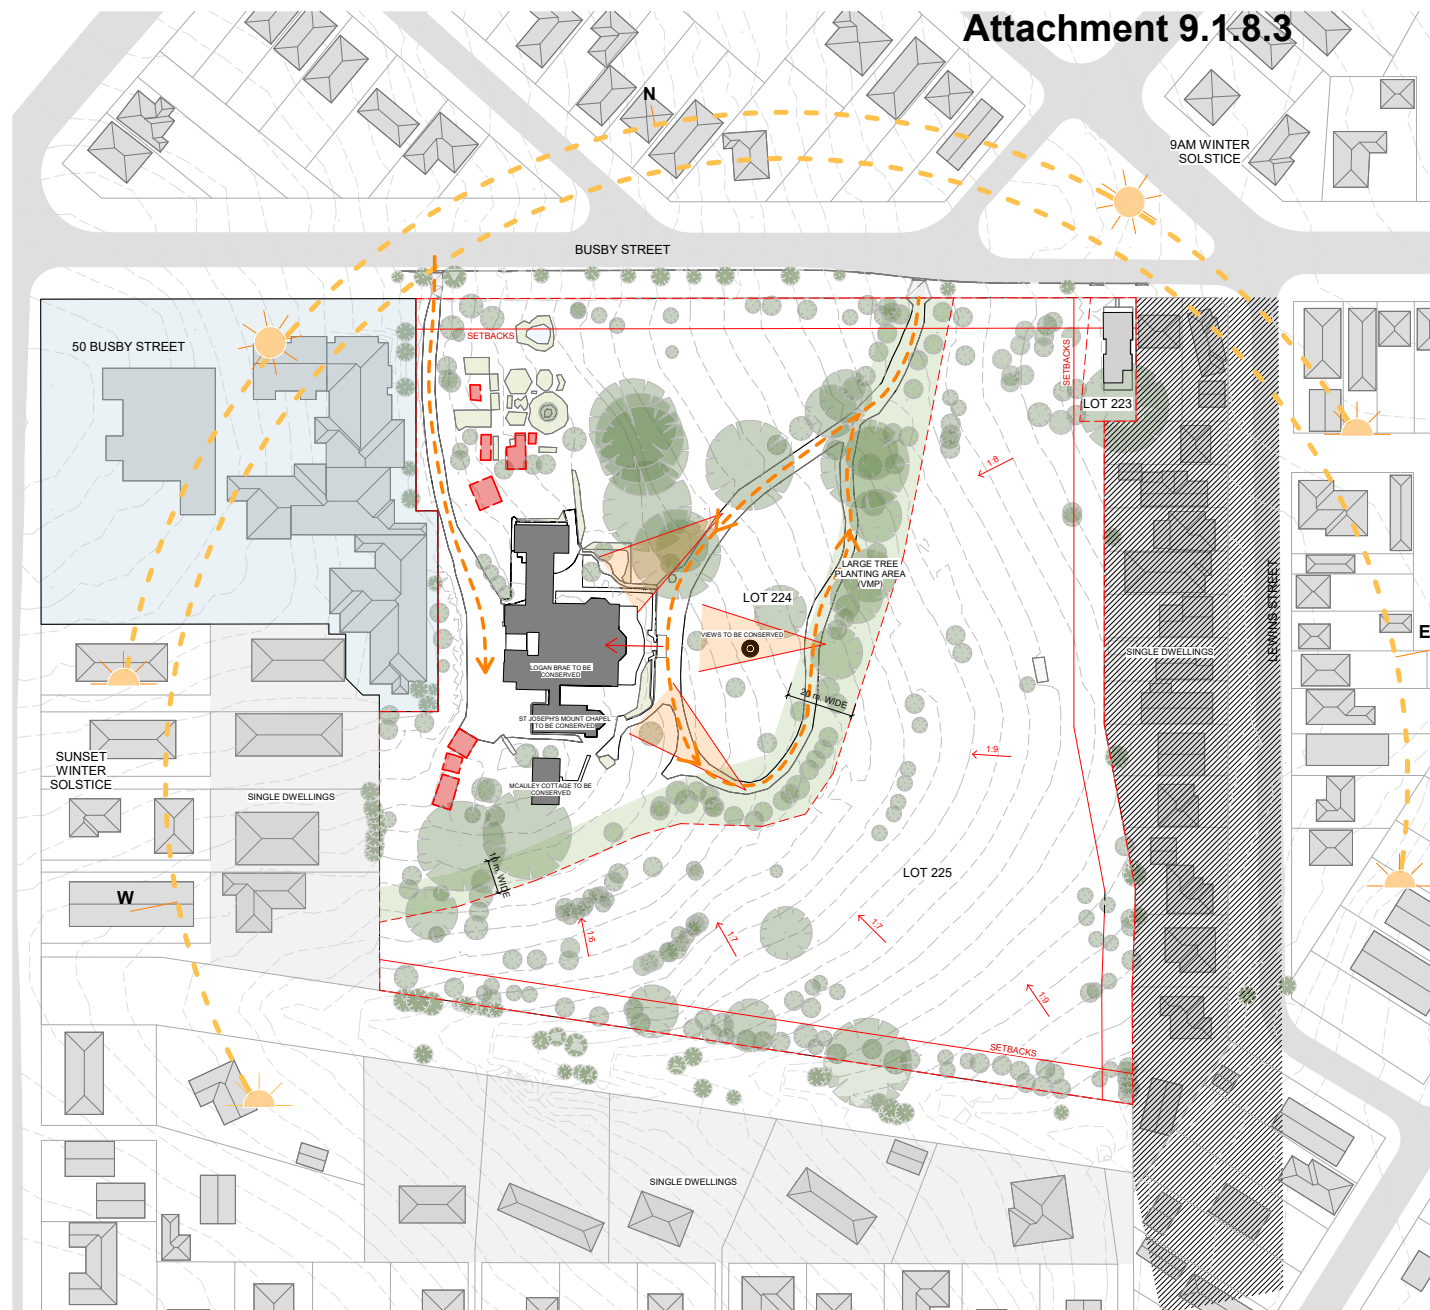 Attachment 9.1.8.3
N
9AM WINTER
SOLSTICE
BUSBY STREET
50 BUSBY STREET
SETBACKS
SETBACKS
LOT 223
1:8
LARGE TREE
PLANTING AREA
(VMP)
LOT 224
VIEWS TO BE CONSERVED
LEWINS STREET
E
SINGLE DWELLINGS
LOGAN BRAE TO BE
CONSERVED
20 m. WIDE
ST JOSEPH'S MOUNT CHAPEL
TO BE CONSERVED
1:9
SUNSET
WINTER
SOLSTICE
SINGLE DWELLINGS
MCAULEY COTTAGE TO BE
CONSERVED
10 m. WIDE
LOT 225
W
1:6
1:7
1:7
1:9
SETBACKS
SINGLE DWELLINGS